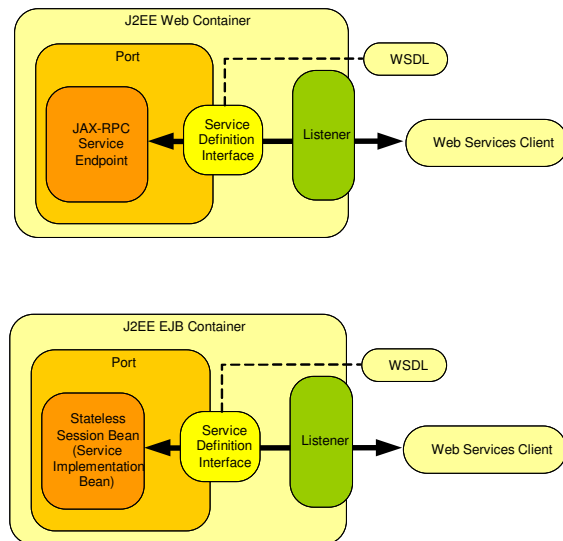 J2EE Web Container
Port
WSDL
JAX-RPC
Service
Endpoint
Service
Definition
Interface
Listener
Web Services Client
J2EE EJB Container
Port
WSDL
Stateless
Session Bean
(Service
Implementation
Bean)
Service
Definition
Interface
Listener
Web Services Client